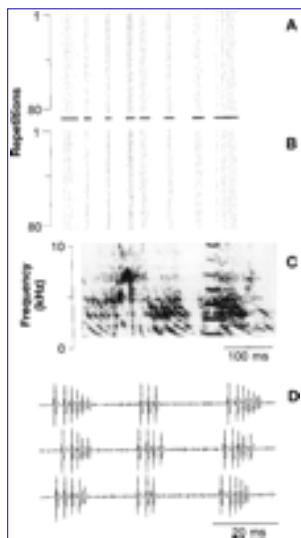 1
A
80
1
B
Repetitions
80
10
C
Frequency
(kHz)
0
100 ms
D
20 ms